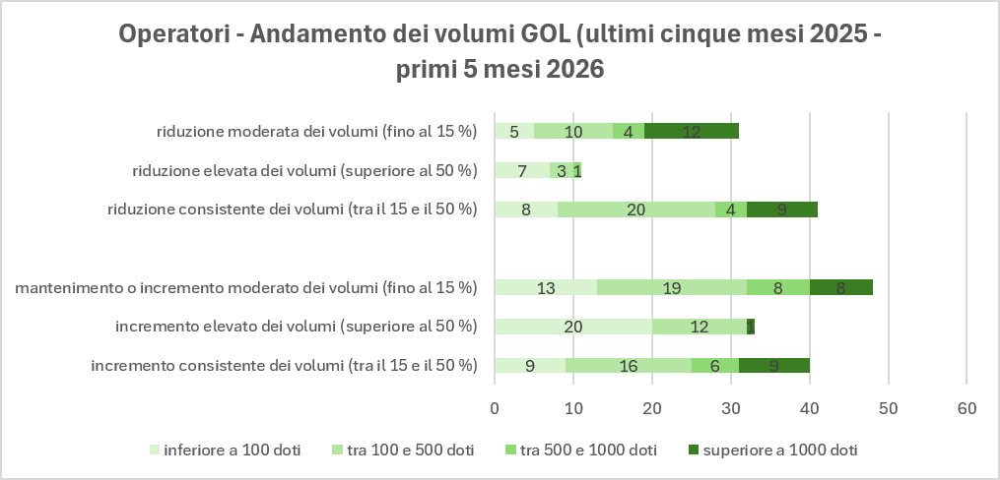 Operatori - Andamento dei volumi GOL (ultimi cinque mesi 2025 -
primi 5 mesi 2026
riduzione moderata dei volumi (fino al 15 %) 5 10 4 12
riduzione elevata dei volumi (superiore al 50 %) 7 3 1
riduzione consistente dei volumi (tra il 15 e il 50 %) 8 20 4 9
mantenimento o incremento moderato dei volumi (fino al 15 %) 13 19 8 8
incremento elevato dei volumi (superiore al 50 %) 20 12 1
incremento consistente dei volumi (tra il 15 e il 50 %) 9 16 6 9
0 10 20 30 40 50 60
inferiore a 100 doti tra 100 e 500 doti tra 500 e 1000 doti superiore a 1000 doti